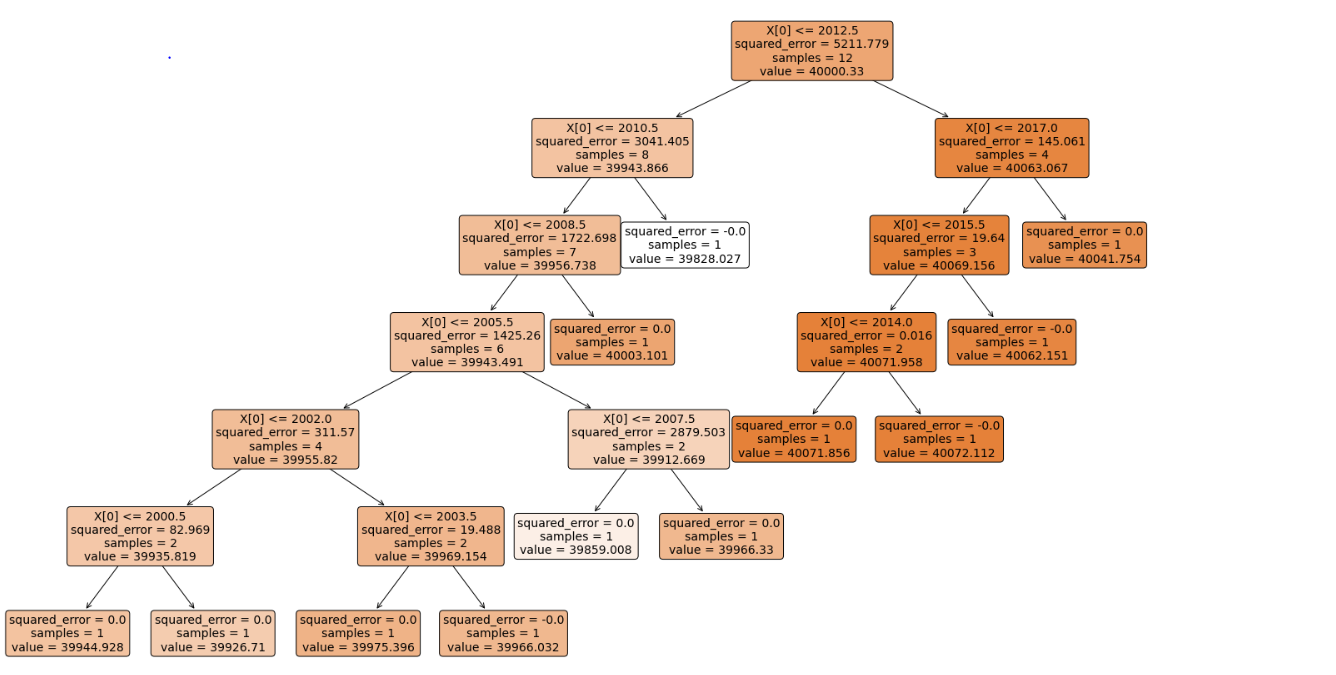 X[0] <= 2012.5
squared_error = 5211.779
samples = 12
value = 40000.33
X[0] <= 2010.5
squared_error = 3041.405
samples = 8
value = 39943.866
X[0] <= 2017.0
squared_error = 145.061
samples = 4
value = 40063.067
X[0] <= 2008.5
squared_error = 1722.698
samples = 7
value = 39956.738
squared_error = -0.0
samples = 1
value = 39828.027
X[0] <= 2015.5
squared_error = 19.64
samples = 3
value = 40069.156
squared_error = 0.0
samples = 1
value = 40041.754
X[0] <= 2005.5
squared_error = 1425.26
samples = 6
value = 39943.491
squared_error = 0.0
samples = 1
value = 40003.101
X[0] <= 2014.0
squared_error = 0.016
samples = 2
value = 40071.958
squared_error = -0.0
samples = 1
value = 40062.151
X[0] <= 2002.0
squared_error = 311.57
samples = 4
value = 39955.82
X[0] <= 2007.5
squared_error = 2879.503
samples = 2
value = 39912.669
squared_error = 0.0
samples = 1
value = 40071.856
squared_error = -0.0
samples = 1
value = 40072.112
X[0] <= 2000.5
squared_error = 82.969
samples = 2
value = 39935.819
X[0] <= 2003.5
squared_error = 19.488
samples = 2
value = 39969.154
squared_error = 0.0
samples = 1
value = 39859.008
squared_error = 0.0
samples = 1
value = 39966.33
squared_error = 0.0
samples = 1
value = 39944.928
squared_error = 0.0
samples = 1
value = 39926.71
squared_error = 0.0
samples = 1
value = 39975.396
squared_error = -0.0
samples = 1
value = 39966.032